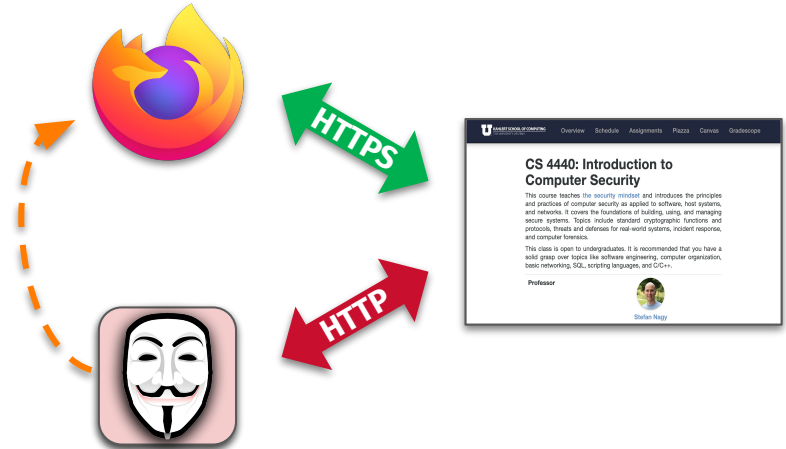 HTTPS
HTTP
KAHLERT SCHOOL OF COMPUTING
Overview Schedule Assignments Piazza Canvas Gradescope
CS 4440: Introduction to
Computer Security
This course teaches the security mindset and introduces the principles
and practices of computer security as applied to software, host systems,
and networks. It covers the foundations of building, using, and managing
secure systems. Topics include standard cryptographic functions and
protocols, threats and defenses for real-world systems, incident response,
and computer forensics.
This class is open to undergraduates. It is recommended that you have a
solid grasp over topics like software engineering, computer organization,
basic networking, SQL, scripting languages, and C/C++.
Professor
Stefan Nagy